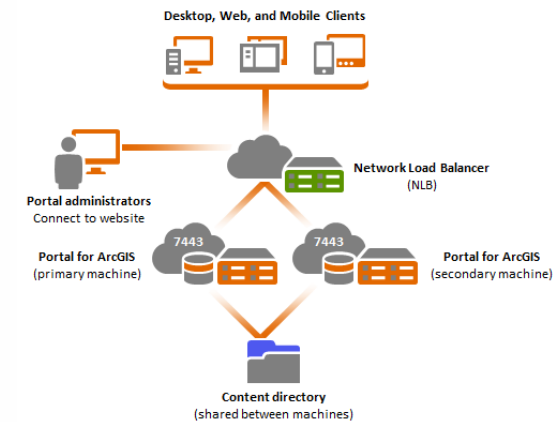 Desktop, Web, and Mobile Clients
Network Load Balancer
(NLB)
Portal administrators
Connect to website
Portal for ArcGIS
(primary machine)
7443
7443
Portal for ArcGIS
(secondary machine)
Content directory
(shared between machines)